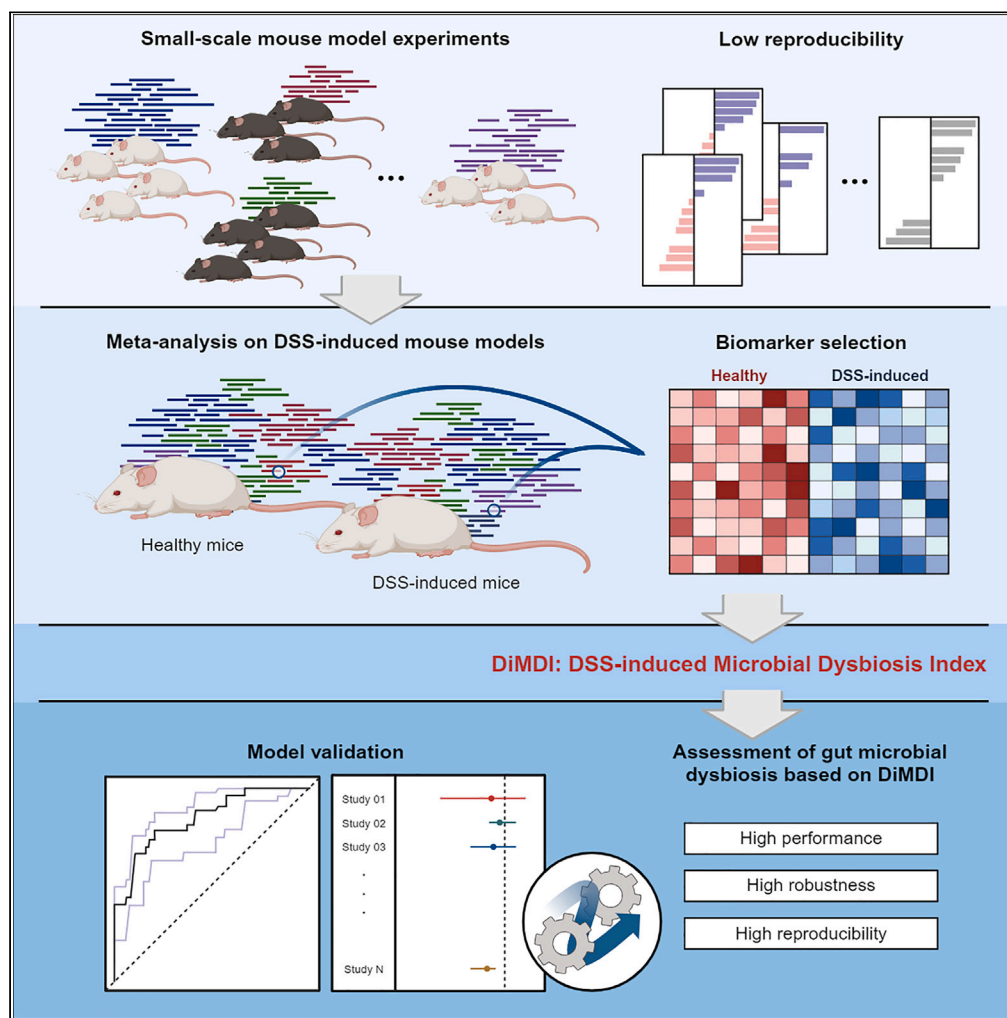 Small-scale mouse model experiments
Low reproducibility
Meta-analysis on DSS-induced mouse models
Biomarker selection
Healthy
DSS-induced
Healthy mice
DSS-induced mice
DiMDI: DSS-induced Microbial Dysbiosis Index
Model validation
Assessment of gut microbial
dysbiosis based on DiMDI
Study 01
Study 02
Study 03
Study N
High performance
High robustness
High reproducibility